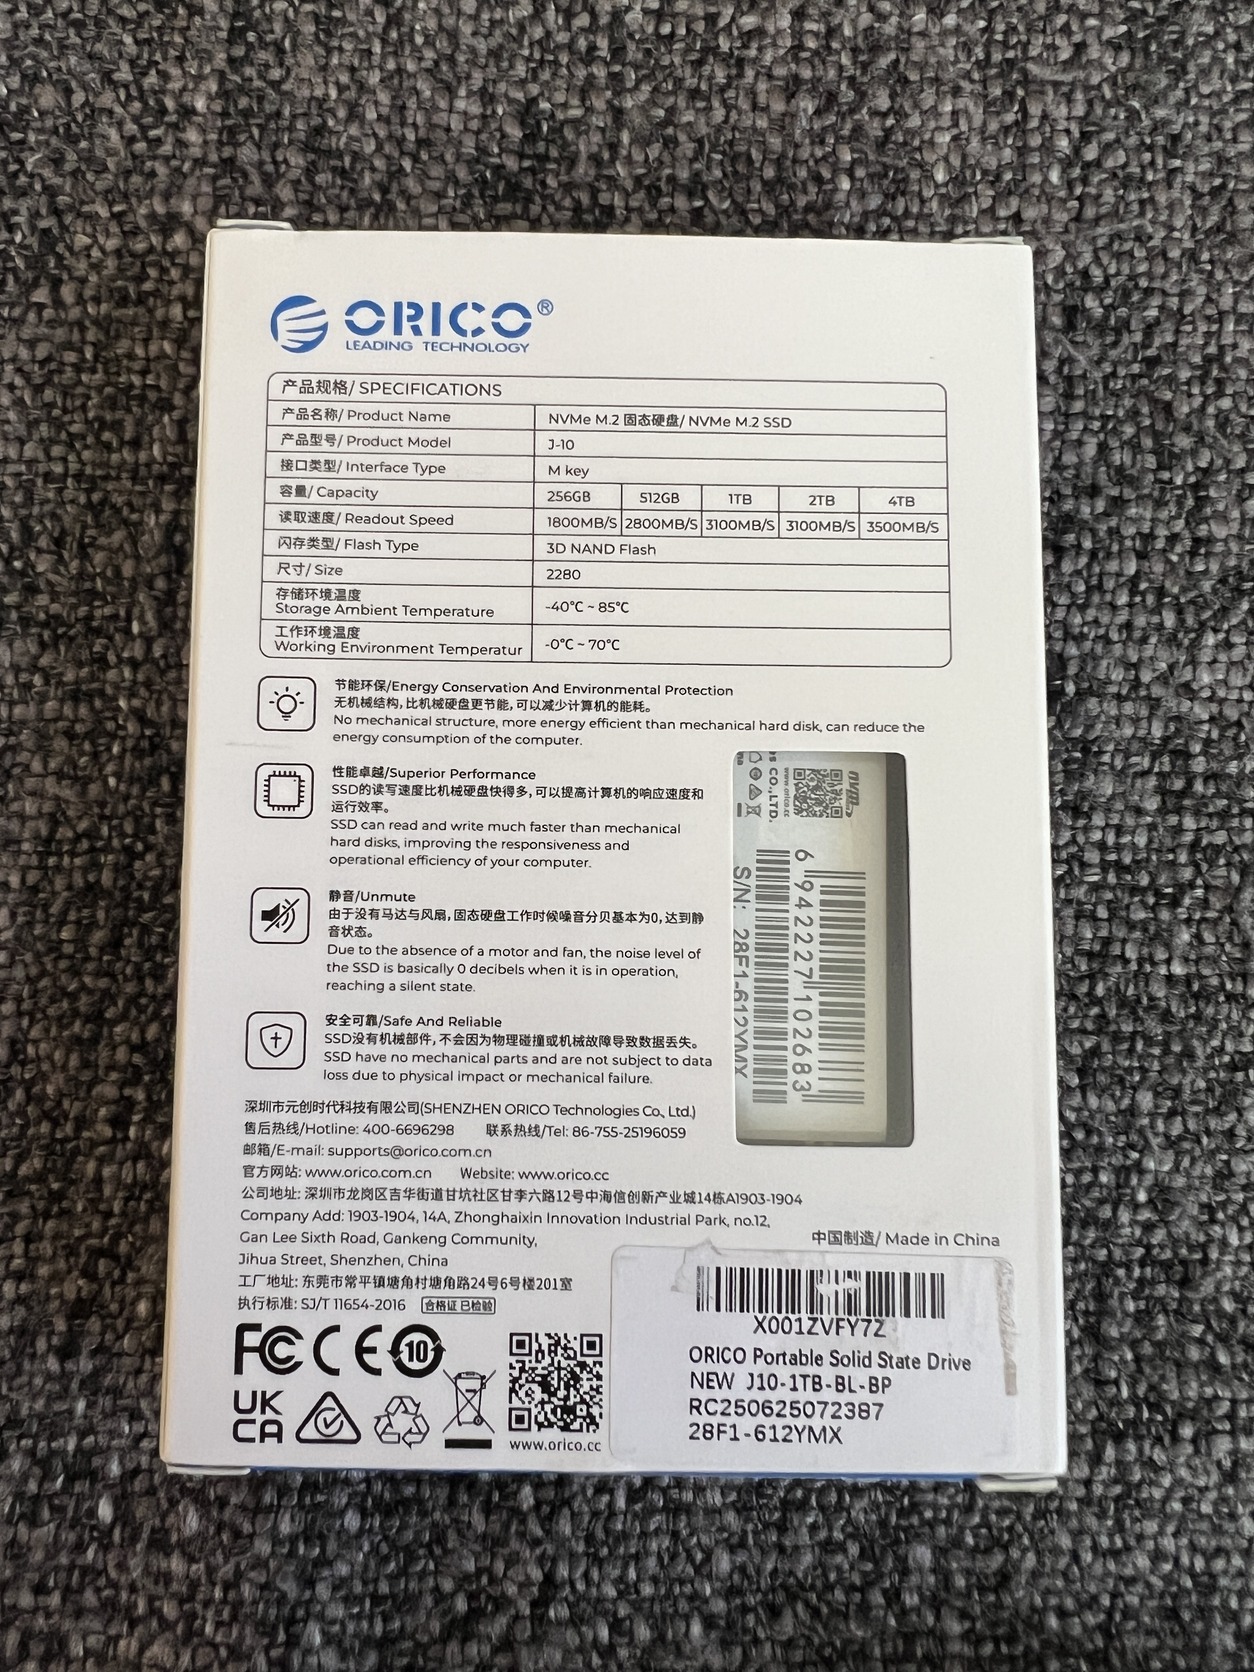 ORICO®
LEADING TECHNOLOGY
产品规格/ SPECIFICATIONS
产品名称/ Product Name NVMe M.2 固态硬盘/ NVMe M.2 SSD
产品型号/ Product Model J-10
接口类型/ Interface Type M key
容量/ Capacity 256GB 512GB 1TB 2TB 4TB
读取速度/ Readout Speed 1800MB/S 2800MB/S 3100MB/S 3100MB/S 3500MB/S
闪存类型/ Flash Type 3D NAND Flash
尺寸/ Size 2280
存储环境温度
Storage Ambient Temperature -40℃ ~ 85℃
工作环境温度
Working Environment Temperatur -0℃ ~ 70℃
节能环保/Energy Conservation And Environmental Protection
无机械结构,比机械硬盘更节能,可以减少计算机的能耗。
No mechanical structure, more energy efficient than mechanical hard disk, can reduce the
energy consumption of the computer.
性能卓越/Superior Performance
SSD的读写速度比机械硬盘快得多,可以提高计算机的响应速度和
运行效率。
SSD can read and write much faster than mechanical
hard disks, improving the responsiveness and
operational efficiency of your computer.
静音/Unmute
由于没有马达与风扇,固态硬盘工作时候噪音分贝基本为0,达到静
音状态。
Due to the absence of a motor and fan, the noise level of
the SSD is basically 0 decibels when it is in operation,
reaching a silent state.
安全可靠/Safe And Reliable
SSD没有机械部件,不会因为物理碰撞或机械故障导致数据丢失。
SSD have no mechanical parts and are not subject to data
loss due to physical impact or mechanical failure.
CO.,LTD.
www.orico.cc
6 942227 102683
S/N: 28F1-612YMX
深圳市元创时代科技有限公司(SHENZHEN ORICO Technologies Co., Ltd.)
售后热线/Hotline: 400-6696298 联系热线/Tel: 86-755-25196059
邮箱/E-mail: supports@orico.com.cn
官方网站: www.orico.com.cn Website: www.orico.cc
公司地址: 深圳市龙岗区吉华街道甘坑社区甘李六路12号中海信创新产业城14栋A1903-1904
Company Add: 1903-1904, 14A, Zhonghaixin Innovation Industrial Park, no.12,
Gan Lee Sixth Road, Gankeng Community,
Jihua Street, Shenzhen, China
中国制造/ Made in China
工厂地址: 东莞市常平镇塘角村塘角路24号6号楼201室
执行标准: SJ/T 11654-2016 合格证 已检验
FC CE 10
UK
CA
www.orico.cc
X001ZVFY7Z
ORICO Portable Solid State Drive
NEW J10-1TB-BL-BP
RC250625072387
28F1-612YMX